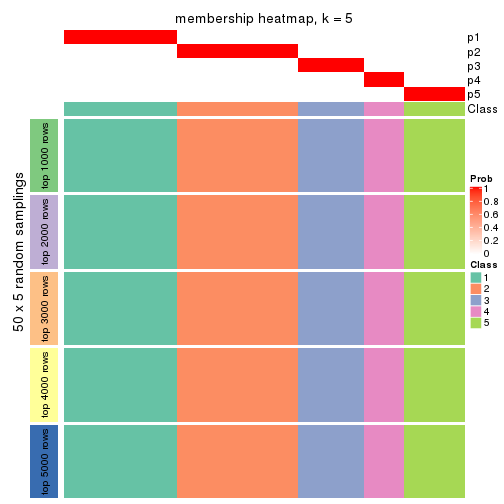 membership heatmap, k = 5
p1
p2
p3
p4
p5
Class
50 x 5 random samplings
top 1000 rows
top 2000 rows
top 3000 rows
top 4000 rows
top 5000 rows
Prob
1
0.8
0.6
0.4
0.2
0
Class
1
2
3
4
5